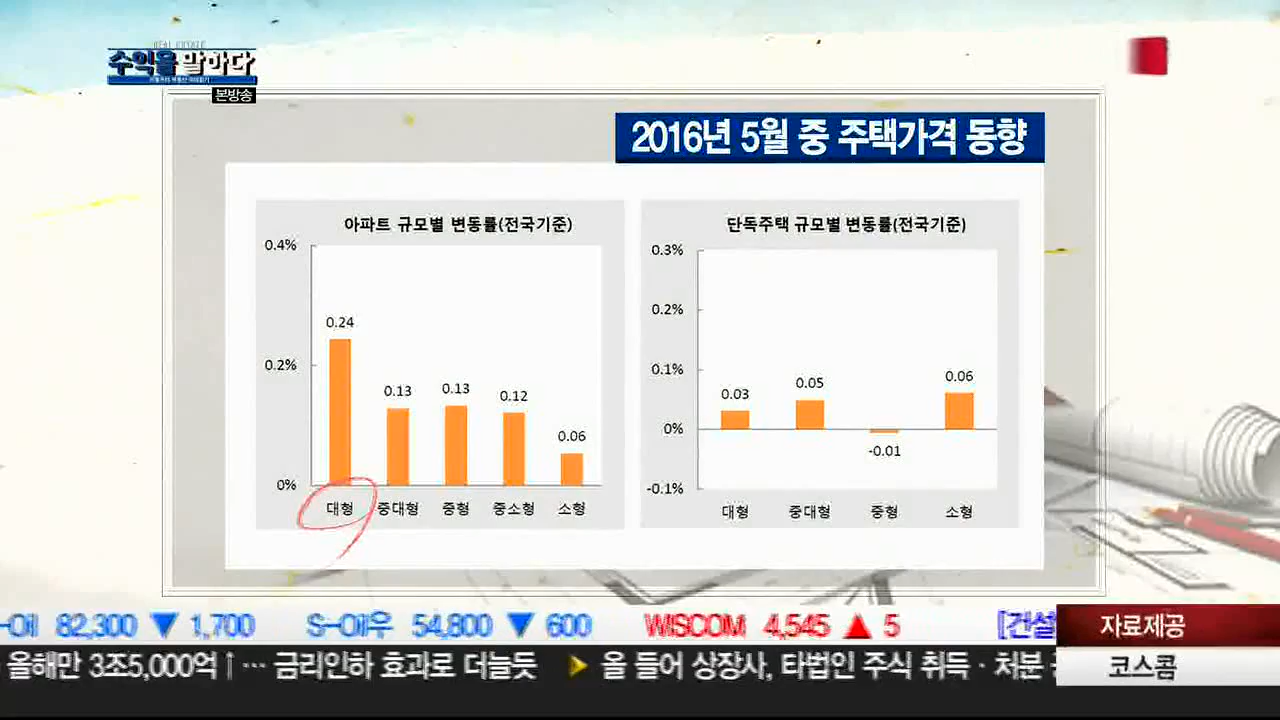 REAL ESTATE
수익을 말하다
본방송
2016년 5월 중 주택가격 동향
아파트 규모별 변동률(전국기준)
0.4%
0.2%
0%
0.24
0.13
0.13
0.12
0.06
대형
중대형
중형
중소형
소형
단독주택 규모별 변동률(전국기준)
0.3%
0.2%
0.1%
0%
-0.1%
0.03
0.05
-0.01
0.06
대형
중대형
중형
소형
82,300 ▼ 1,700 S-Oil우 54,800 ▼ 600 WISCOM 4,545 ▲ 5 [건설
자료제공
올해만 3조5,000억↑… 금리인하 효과로 더늘듯 ▶ 올 들어 상장사, 타법인 주식 취득·처분
코스콤